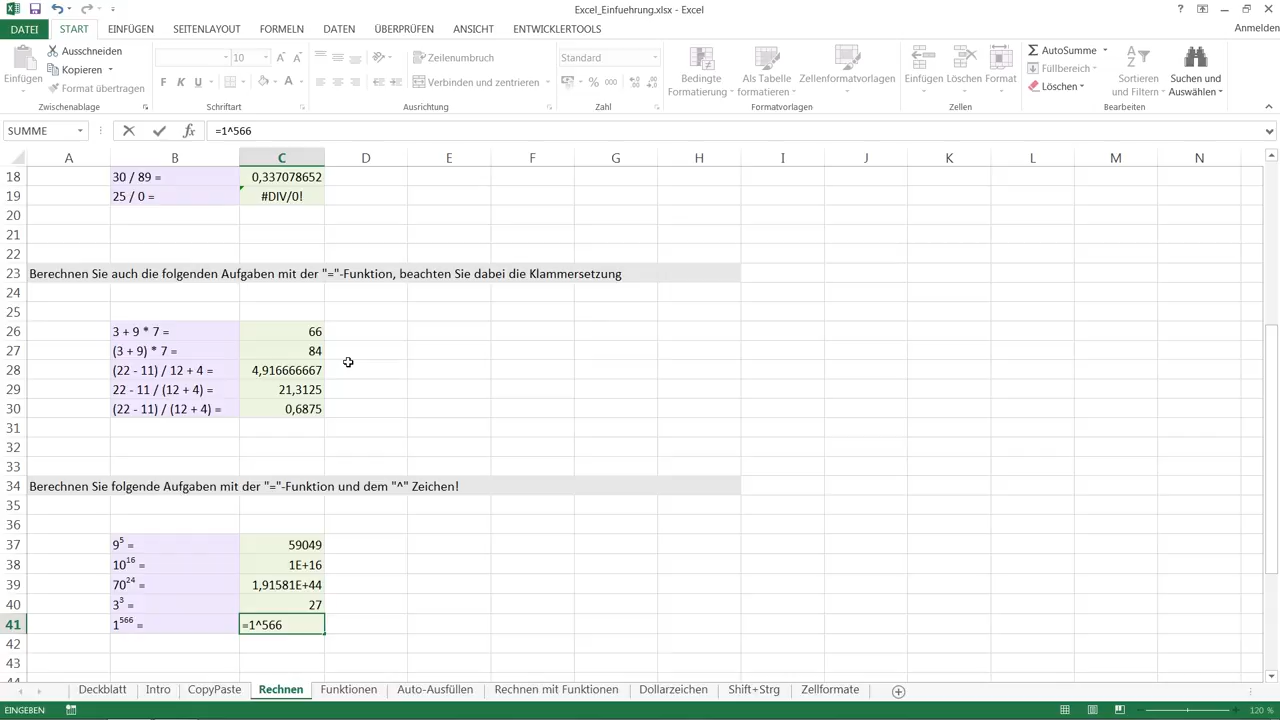 Excel_Einfuehrung.xlsx - Excel
DATEI START EINFÜGEN SEITENLAYOUT FORMELN DATEN ÜBERPRÜFEN ANSICHT ENTWICKLERTOOLS Anmelden
Einfügen
Ausschneiden
Kopieren
Format übertragen
Zwischenablage
10
F K U
Schriftart
Zeilenumbruch
Verbinden und zentrieren
Ausrichtung
Standard
% 000
Zahl
Bedingte Formatierung
Als Tabelle formatieren
Zellenformatvorlagen
Formatvorlagen
Einfügen Löschen Format
Zellen
AutoSumme
Füllbereich
Löschen
Sortieren und Filtern
Suchen und Auswählen
Bearbeiten
SUMME fx =1^566
A B C D E F G H I J K L M N
18 30 / 89 = 0,337078652
19 25 / 0 = #DIV/0!
20
21
22
23 Berechnen Sie auch die folgenden Aufgaben mit der "="-Funktion, beachten Sie dabei die Klammersetzung
24
25
26 3 + 9 * 7 = 66
27 (3 + 9) * 7 = 84
28 (22 - 11) / 12 + 4 = 4,916666667
29 22 - 11 / (12 + 4) = 21,3125
30 (22 - 11) / (12 + 4) = 0,6875
31
32
33
34 Berechnen Sie folgende Aufgaben mit der "="-Funktion und dem "^" Zeichen!
35
36
37 9⁵ = 59049
38 10¹⁶ = 1E+16
39 70²⁴ = 1,91581E+44
40 3³ = 27
41 1⁵⁶⁶ = =1^566
42
43
Deckblatt Intro CopyPaste Rechnen Funktionen Auto-Ausfüllen Rechnen mit Funktionen Dollarzeichen Shift+Strg Zellformate
EINGEBEN 120 %